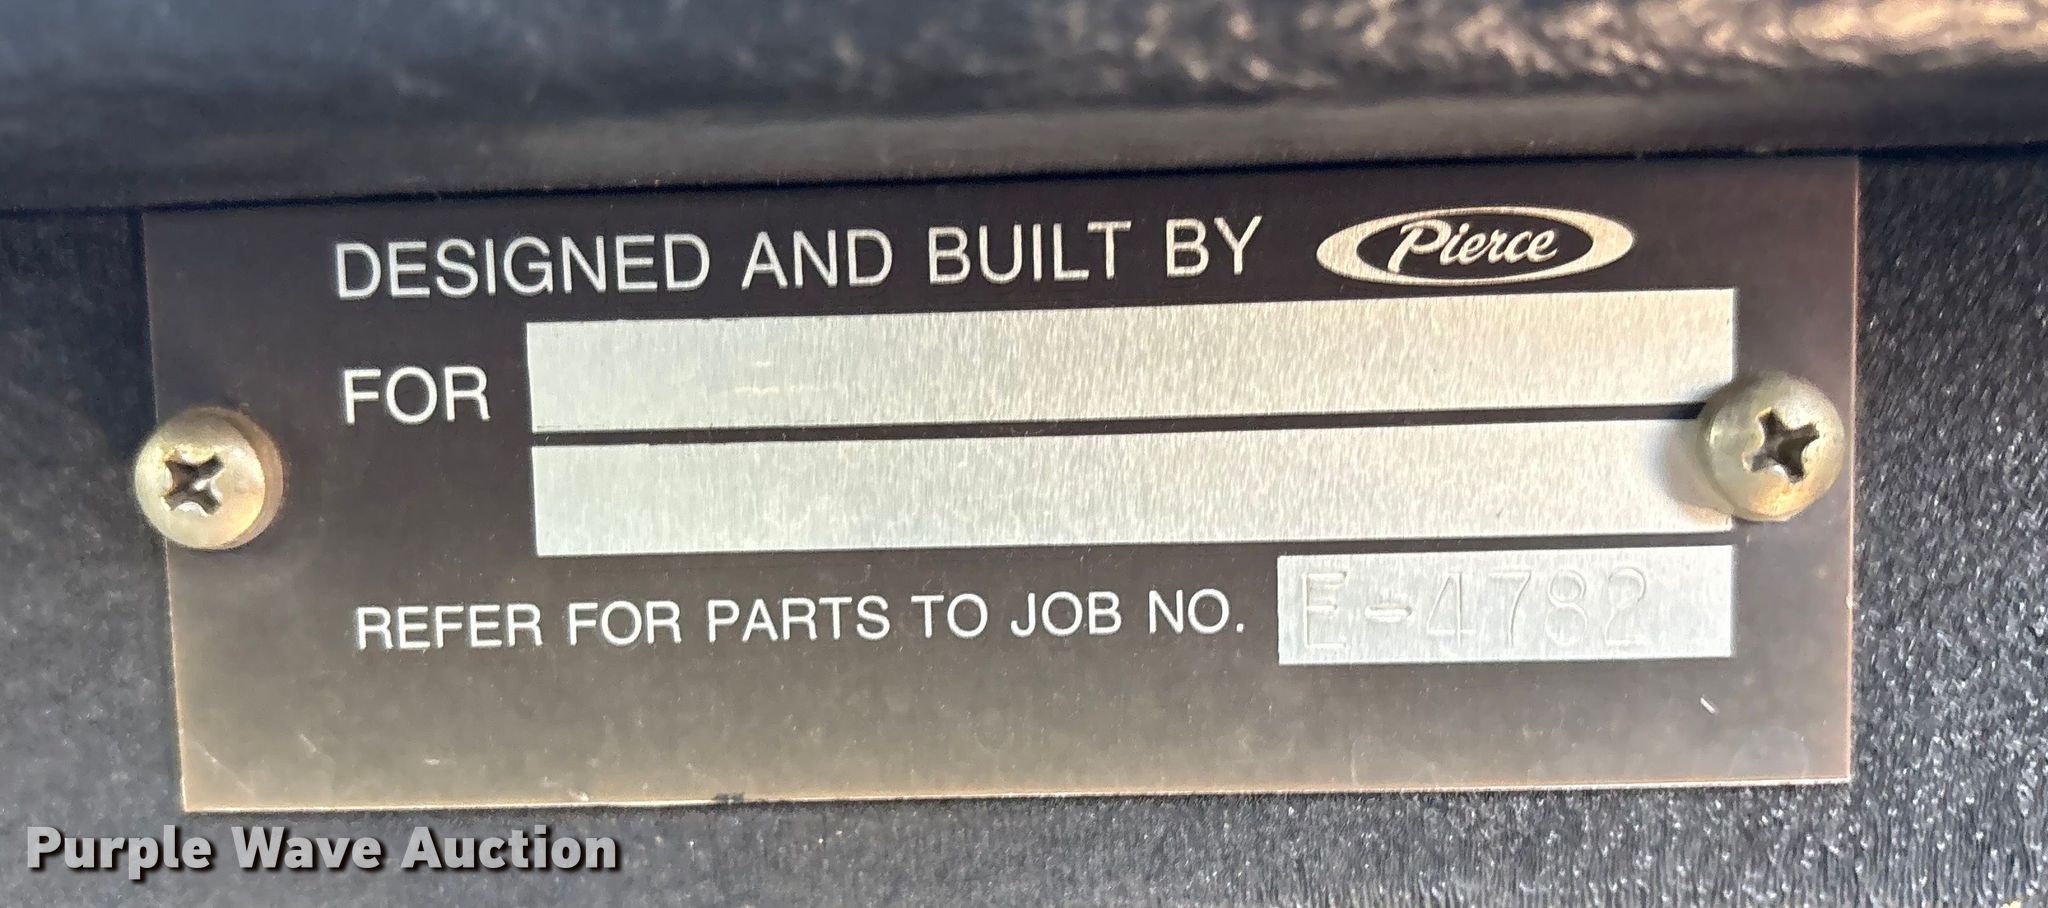 DESIGNED AND BUILT BY Pierce
FOR
REFER FOR PARTS TO JOB NO. E-4782
Purple Wave Auction